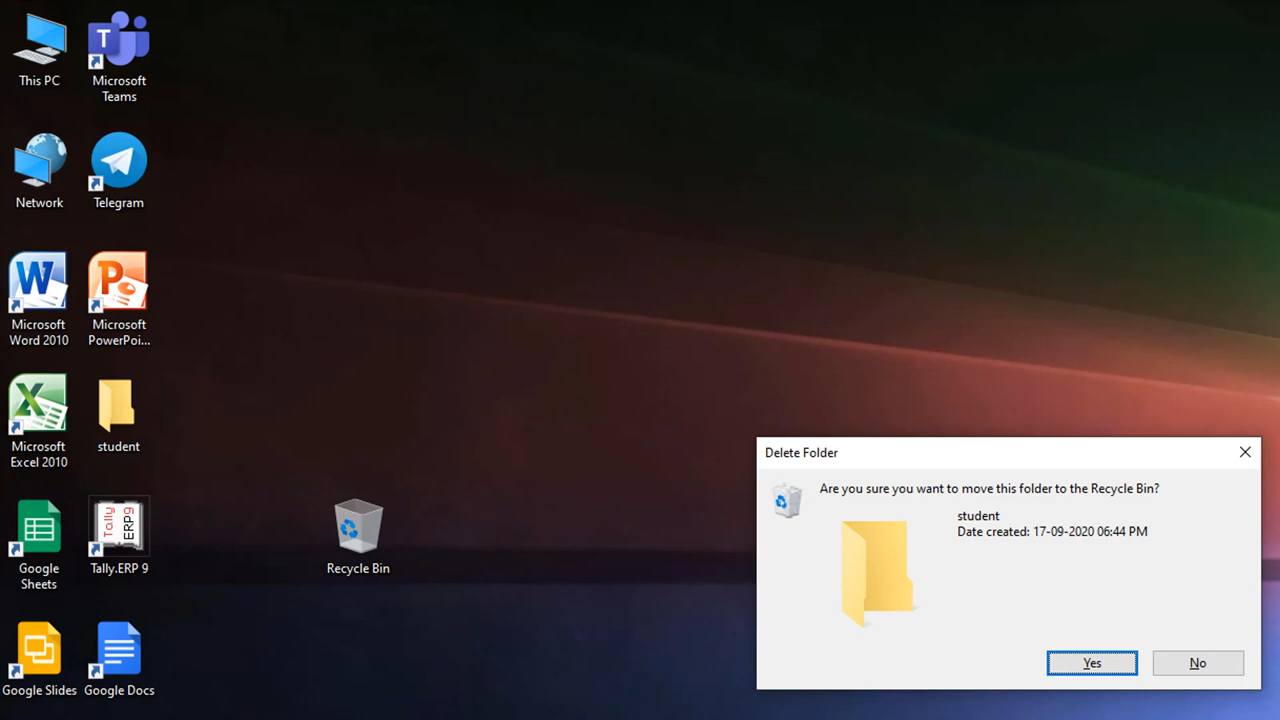 This PC
Microsoft
Teams
Network
Telegram
Microsoft
Word 2010
Microsoft
PowerPoi...
Microsoft
Excel 2010
student
Google
Sheets
Tally.ERP 9
Tally
ERP9
Recycle Bin
Google Slides
Google Docs
Delete Folder
Are you sure you want to move this folder to the Recycle Bin?
student
Date created: 17-09-2020 06:44 PM
Yes
No